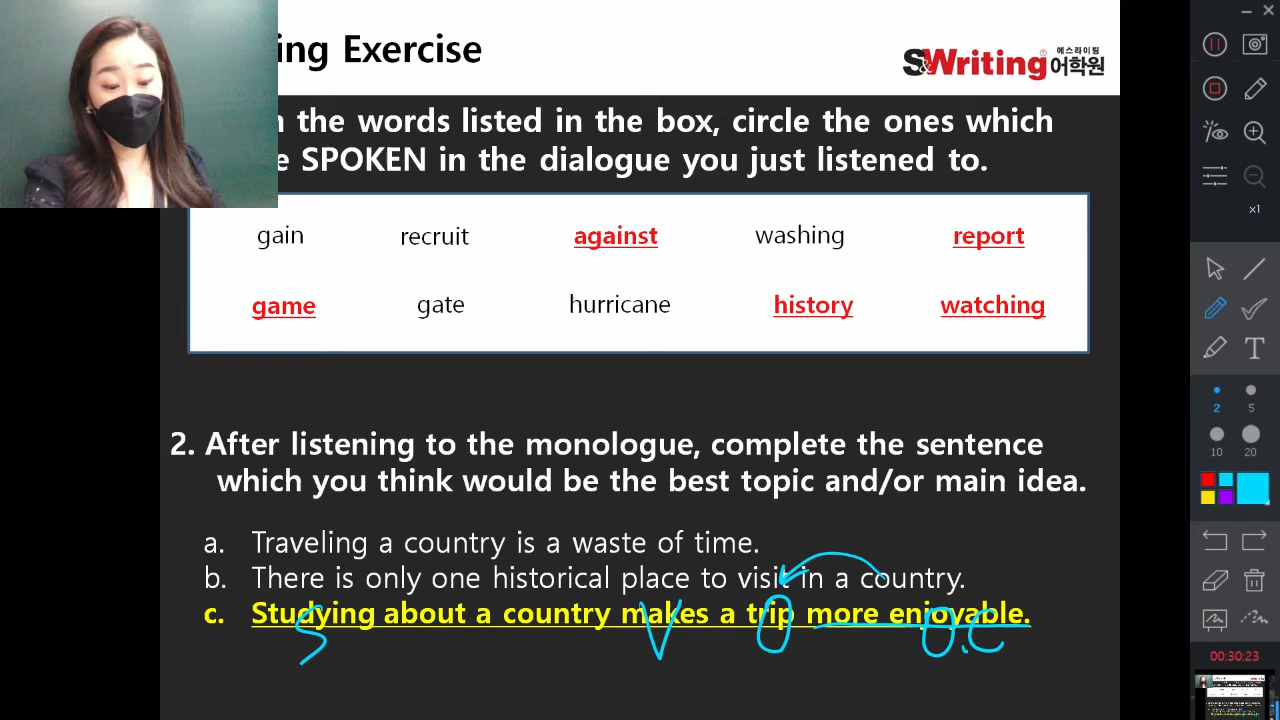 ing Exercise
에스라이팅
S&Writing 어학원
the words listed in the box, circle the ones which
SPOKEN in the dialogue you just listened to.
gain recruit against washing report
game gate hurricane history watching
2. After listening to the monologue, complete the sentence
which you think would be the best topic and/or main idea.
a. Traveling a country is a waste of time.
b. There is only one historical place to visit in a country.
c. Studying about a country makes a trip more enjoyable.
S V O O.C
x1
T
2 5
10 20
00:30:23